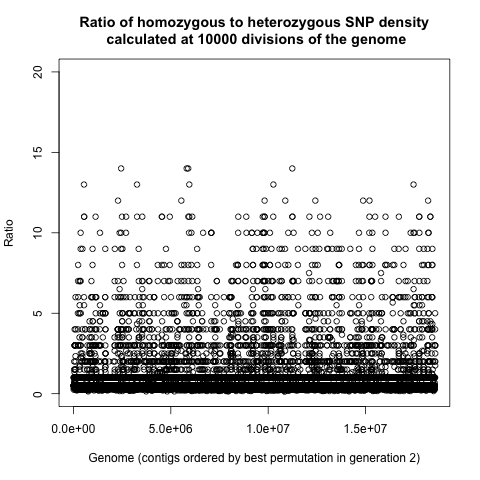 Ratio of homozygous to heterozygous SNP density
calculated at 10000 divisions of the genome
20
15
10
5
0
Ratio
0.0e+00 5.0e+06 1.0e+07 1.5e+07
Genome (contigs ordered by best permutation in generation 2)